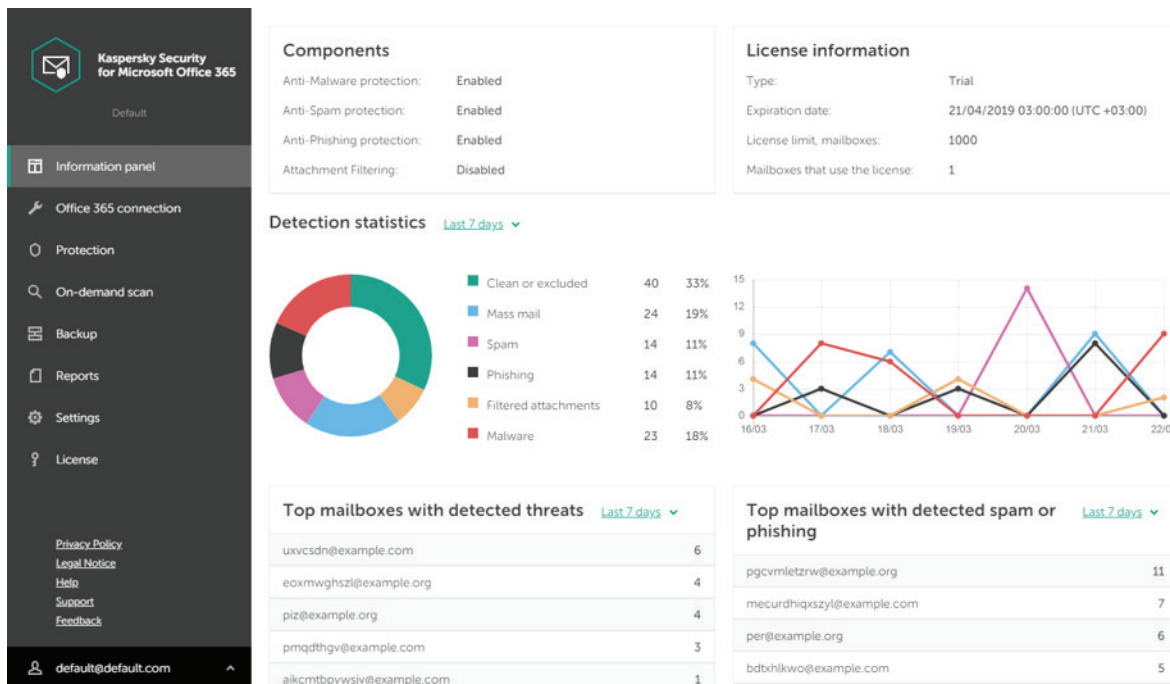 Kaspersky Security
for Microsoft Office 365
Default
Information panel
Office 365 connection
Protection
On-demand scan
Backup
Reports
Settings
License
Privacy Policy
Legal Notice
Help
Support
Feedback
default@default.com
Components
Anti-Malware protection: Enabled
Anti-Spam protection: Enabled
Anti-Phishing protection: Enabled
Attachment Filtering: Disabled
License information
Type: Trial
Expiration date: 21/04/2019 03:00:00 (UTC +03:00)
License limit, mailboxes: 1000
Mailboxes that use the license: 1
Detection statistics Last 7 days
Clean or excluded 40 33%
Mass mail 24 19%
Spam 14 11%
Phishing 14 11%
Filtered attachments 10 8%
Malware 23 18%
15
12
9
6
3
0
16/03 17/03 18/03 19/03 20/03 21/03 22/0
Top mailboxes with detected threats Last 7 days
uxvcsdn@example.com 6
eoxmwghszl@example.org 4
piz@example.org 4
pmqdthgv@example.com 3
aikcmtbpvwsiv@example.com 1
Top mailboxes with detected spam or Last 7 days
phishing
pgcvmletzrw@example.org 11
mecurdhiqxszyl@example.com 7
per@example.org 6
bdtxhlkwo@example.com 5